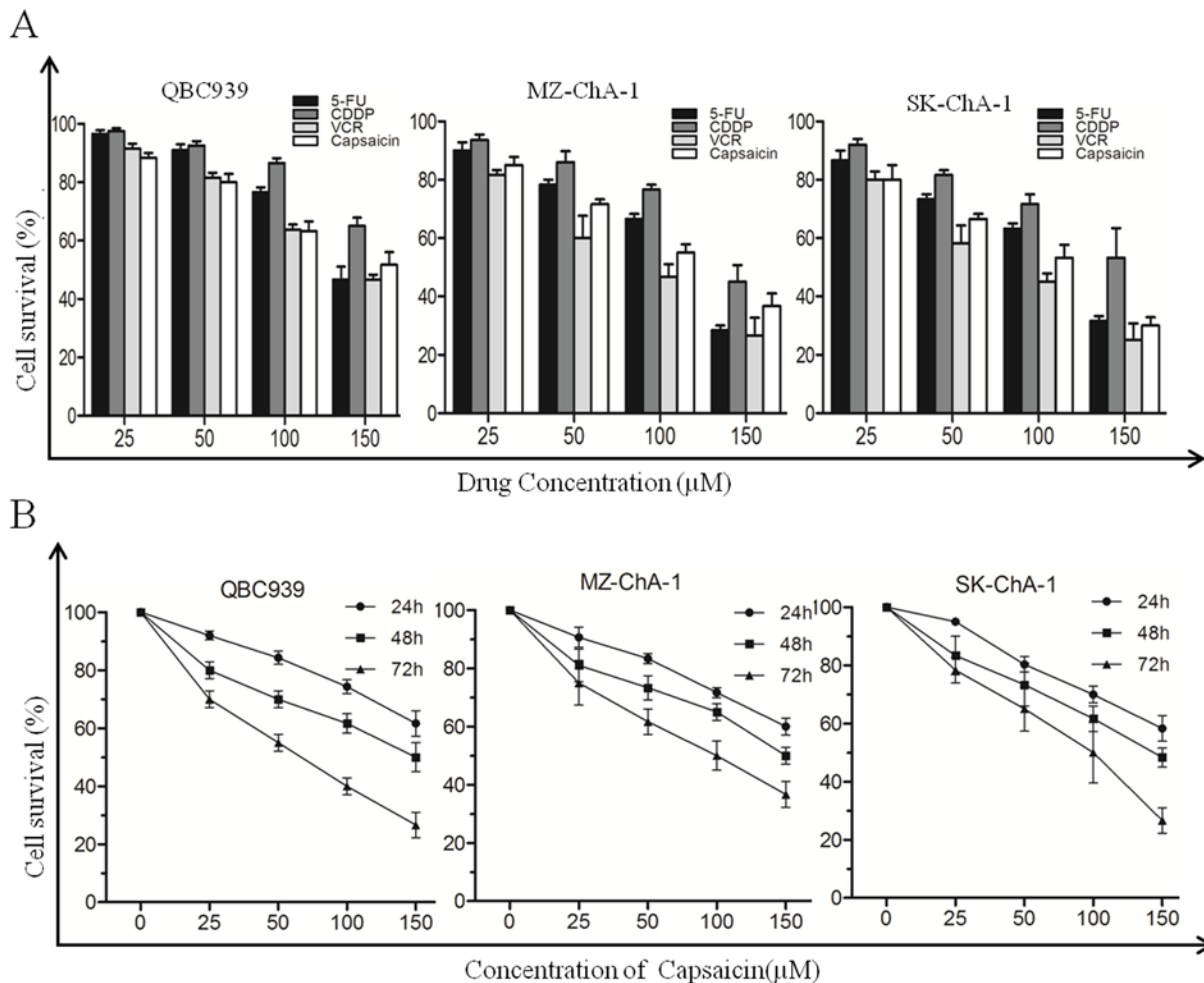 A
QBC939
5-FU
CDDP
VCR
Capsaicin
MZ-ChA-1
5-FU
CDDP
VCR
Capsaicin
SK-ChA-1
5-FU
CDDP
VCR
Capsaicin
Cell survival (%)
100
80
60
40
20
0
25 50 100 150
100
80
60
40
20
0
25 50 100 150
100
80
60
40
20
0
25 50 100 150
Drug Concentration (µM)
B
QBC939
24h
48h
72h
MZ-ChA-1
24h
48h
72h
SK-ChA-1
24h
48h
72h
Cell survival (%)
100
80
60
40
20
0
0 25 50 100 150
100
80
60
40
20
0
0 25 50 100 150
100
80
60
40
20
0
0 25 50 100 150
Concentration of Capsaicin(µM)